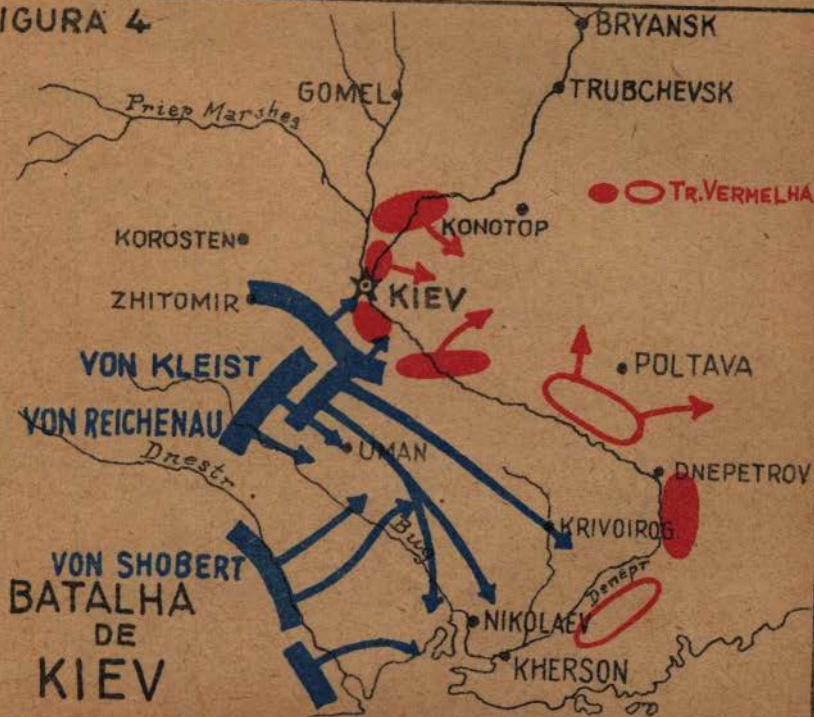 IGURA 4
BRYANSK
GOMEL
TRUBCHEVSK
Priep Marshes
TR.VERMELHA
KONOTOP
KOROSTEN
ZHITOMIR
KIEV
VON KLEIST
POLTAVA
VON REICHENAU
UMAN
Dnestr
DNEPETROV
Bug
KRIVOIROG
VON SHOBERT
Denepr
BATALHA
DE
KIEV
NIKOLAEV
KHERSON